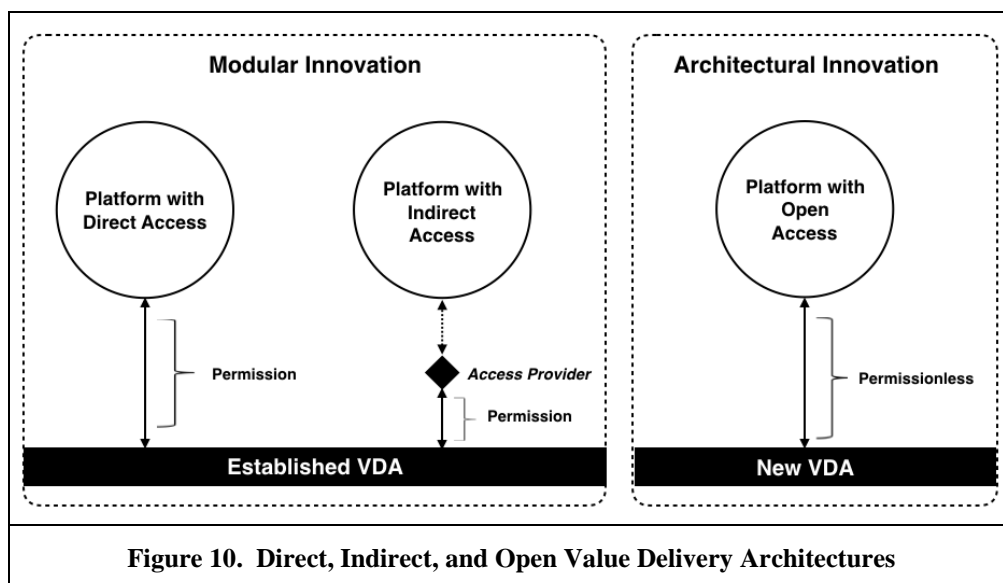 Modular Innovation
Platform with
Direct Access
Platform with
Indirect
Access
Permission
Access Provider
Permission
Established VDA
Architectural Innovation
Platform with
Open
Access
Permissionless
New VDA
Figure 10. Direct, Indirect, and Open Value Delivery Architectures